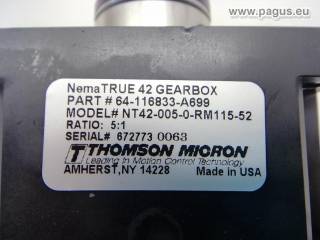 © www.pagus.eu
NemaTRUE 42 GEARBOX
PART # 64-116833-A699
MODEL# NT42-005-0-RM115-52
RATIO: 5:1
SERIAL# 672773 0063
THOMSON MICRON
Leading in Motion Control Technology
AMHERST,NY 14228 Made in USA